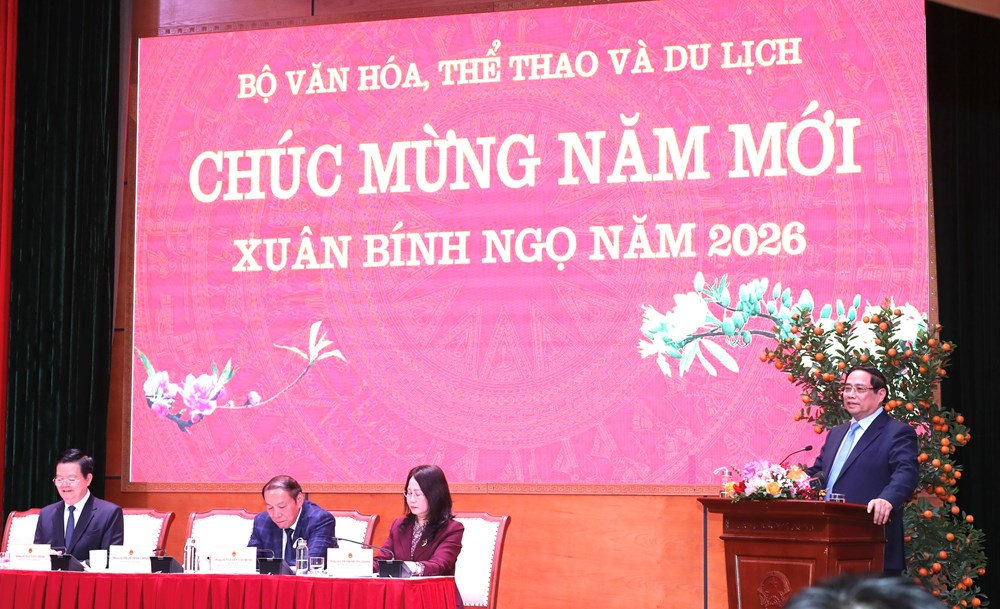 BỘ VĂN HÓA, THỂ THAO VÀ DU LỊCH
CHÚC MỪNG NĂM MỚI
XUÂN BÍNH NGỌ NĂM 2026